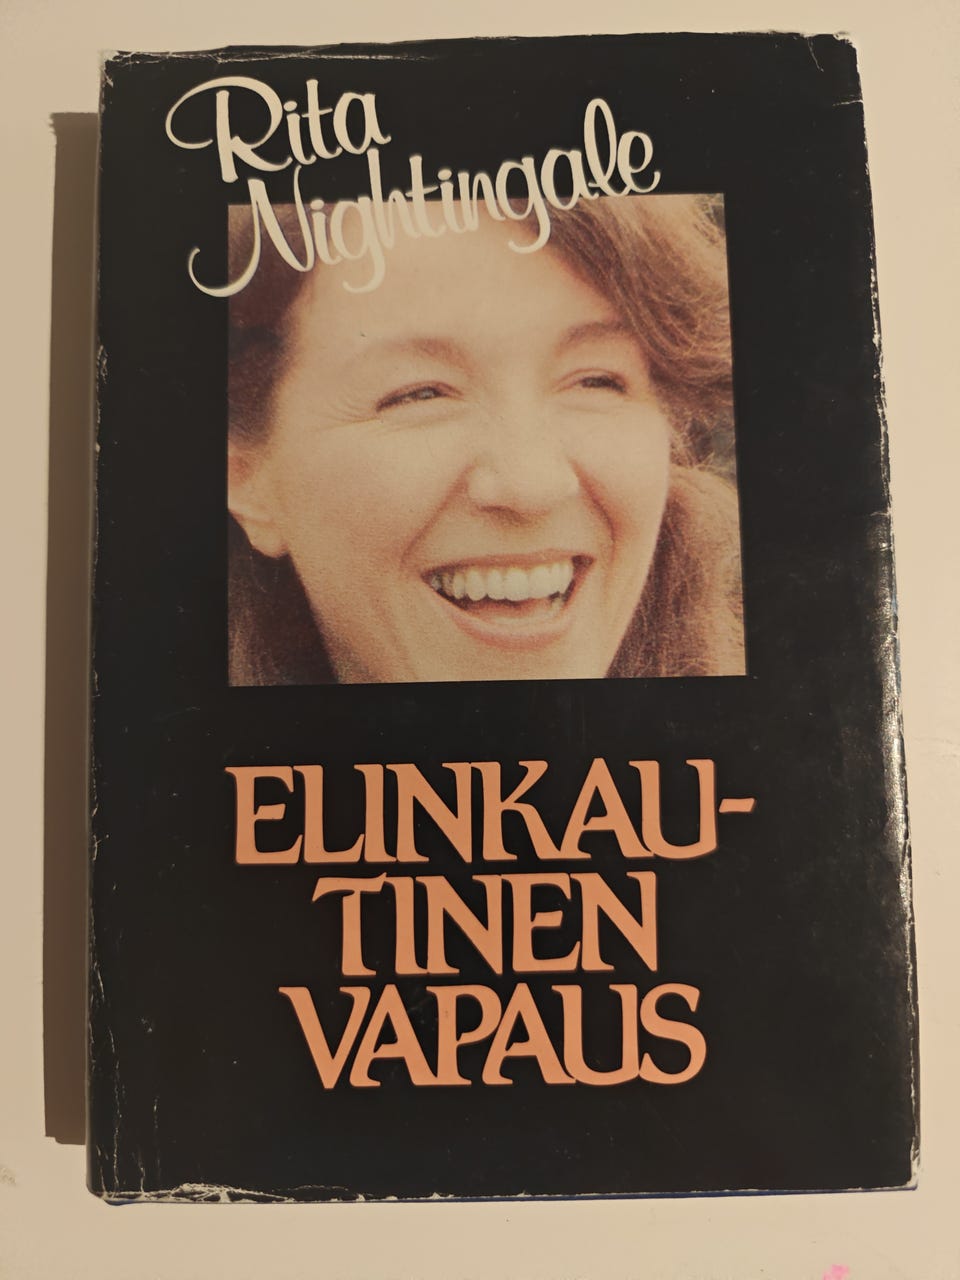 Rita
Nightingale
ELINKAU-
TINEN
VAPAUS